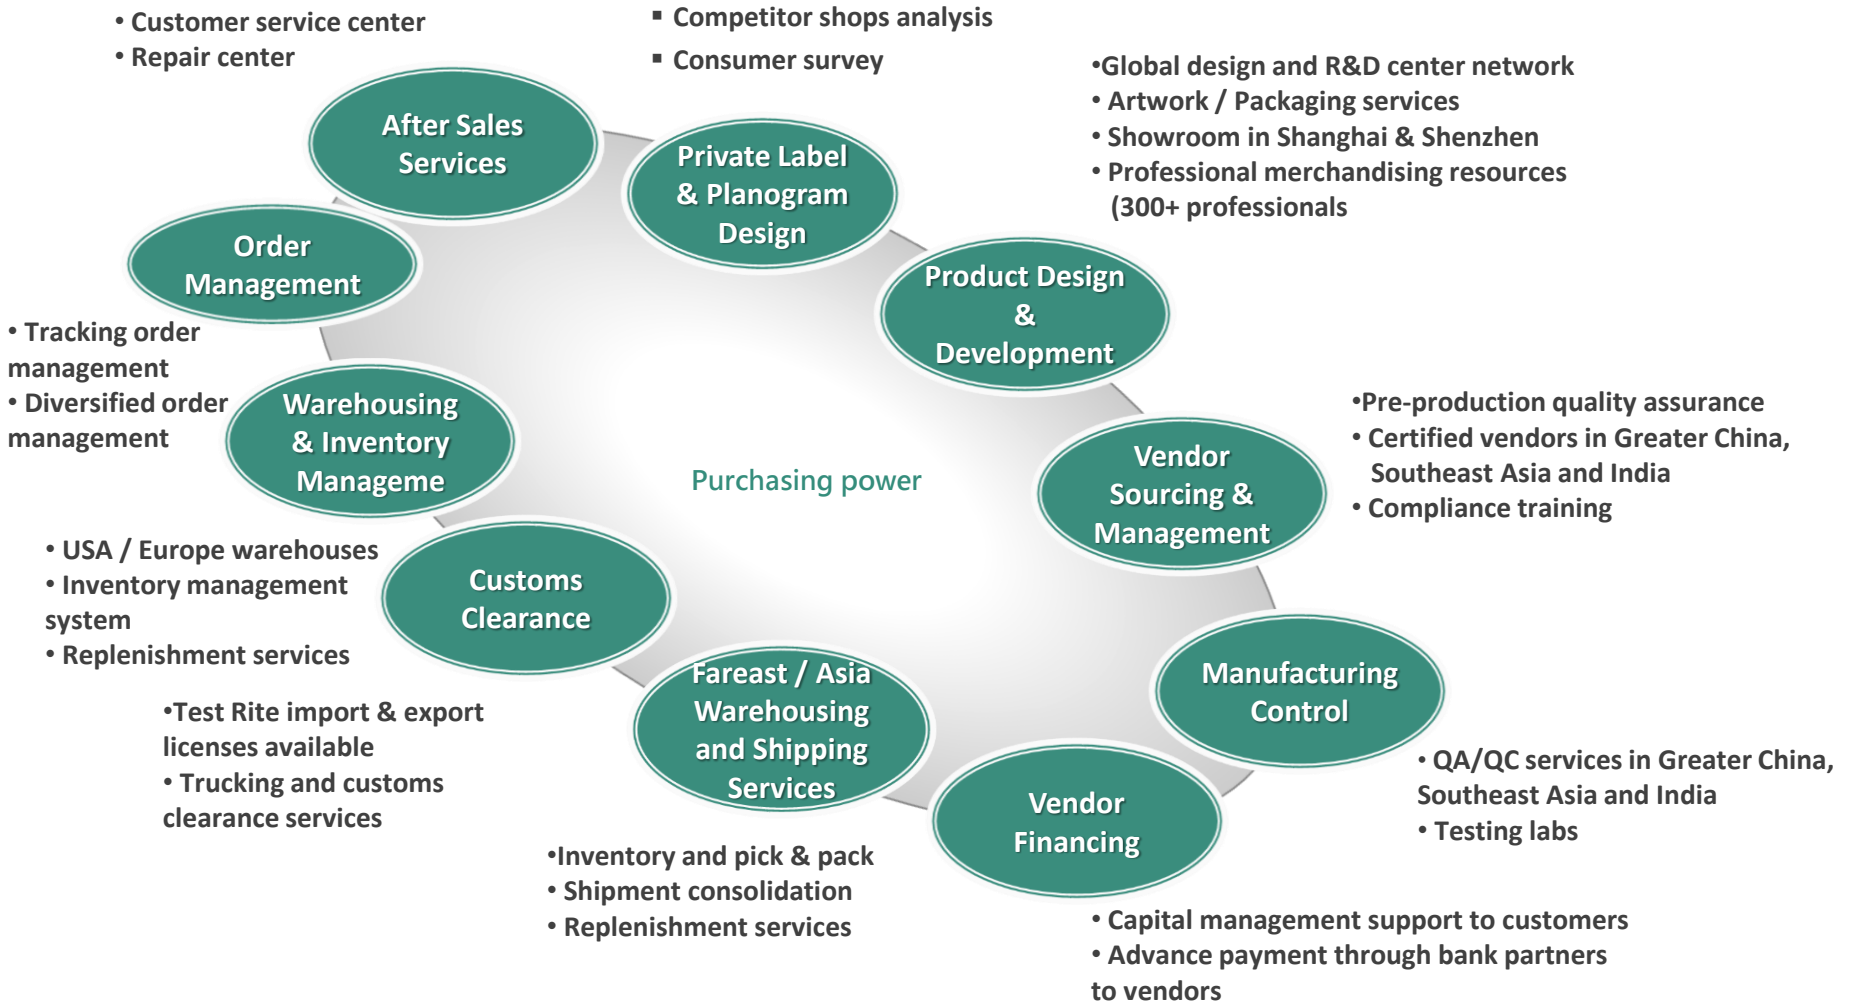 • Customer service center
• Repair center
▪ Competitor shops analysis
▪ Consumer survey
•Global design and R&D center network
• Artwork / Packaging services
• Showroom in Shanghai & Shenzhen
• Professional merchandising resources
(300+ professionals
After Sales
Services
Private Label
& Planogram
Design
Order
Management
Product Design
&
Development
• Tracking order
management
• Diversified order
management
Warehousing
& Inventory
Manageme
Purchasing power
Vendor
Sourcing &
Management
•Pre-production quality assurance
• Certified vendors in Greater China,
Southeast Asia and India
• Compliance training
• USA / Europe warehouses
• Inventory management
system
• Replenishment services
Customs
Clearance
Fareast / Asia
Warehousing
and Shipping
Services
Manufacturing
Control
•Test Rite import & export
licenses available
• Trucking and customs
clearance services
Vendor
Financing
• QA/QC services in Greater China,
Southeast Asia and India
• Testing labs
•Inventory and pick & pack
• Shipment consolidation
• Replenishment services
• Capital management support to customers
• Advance payment through bank partners
to vendors